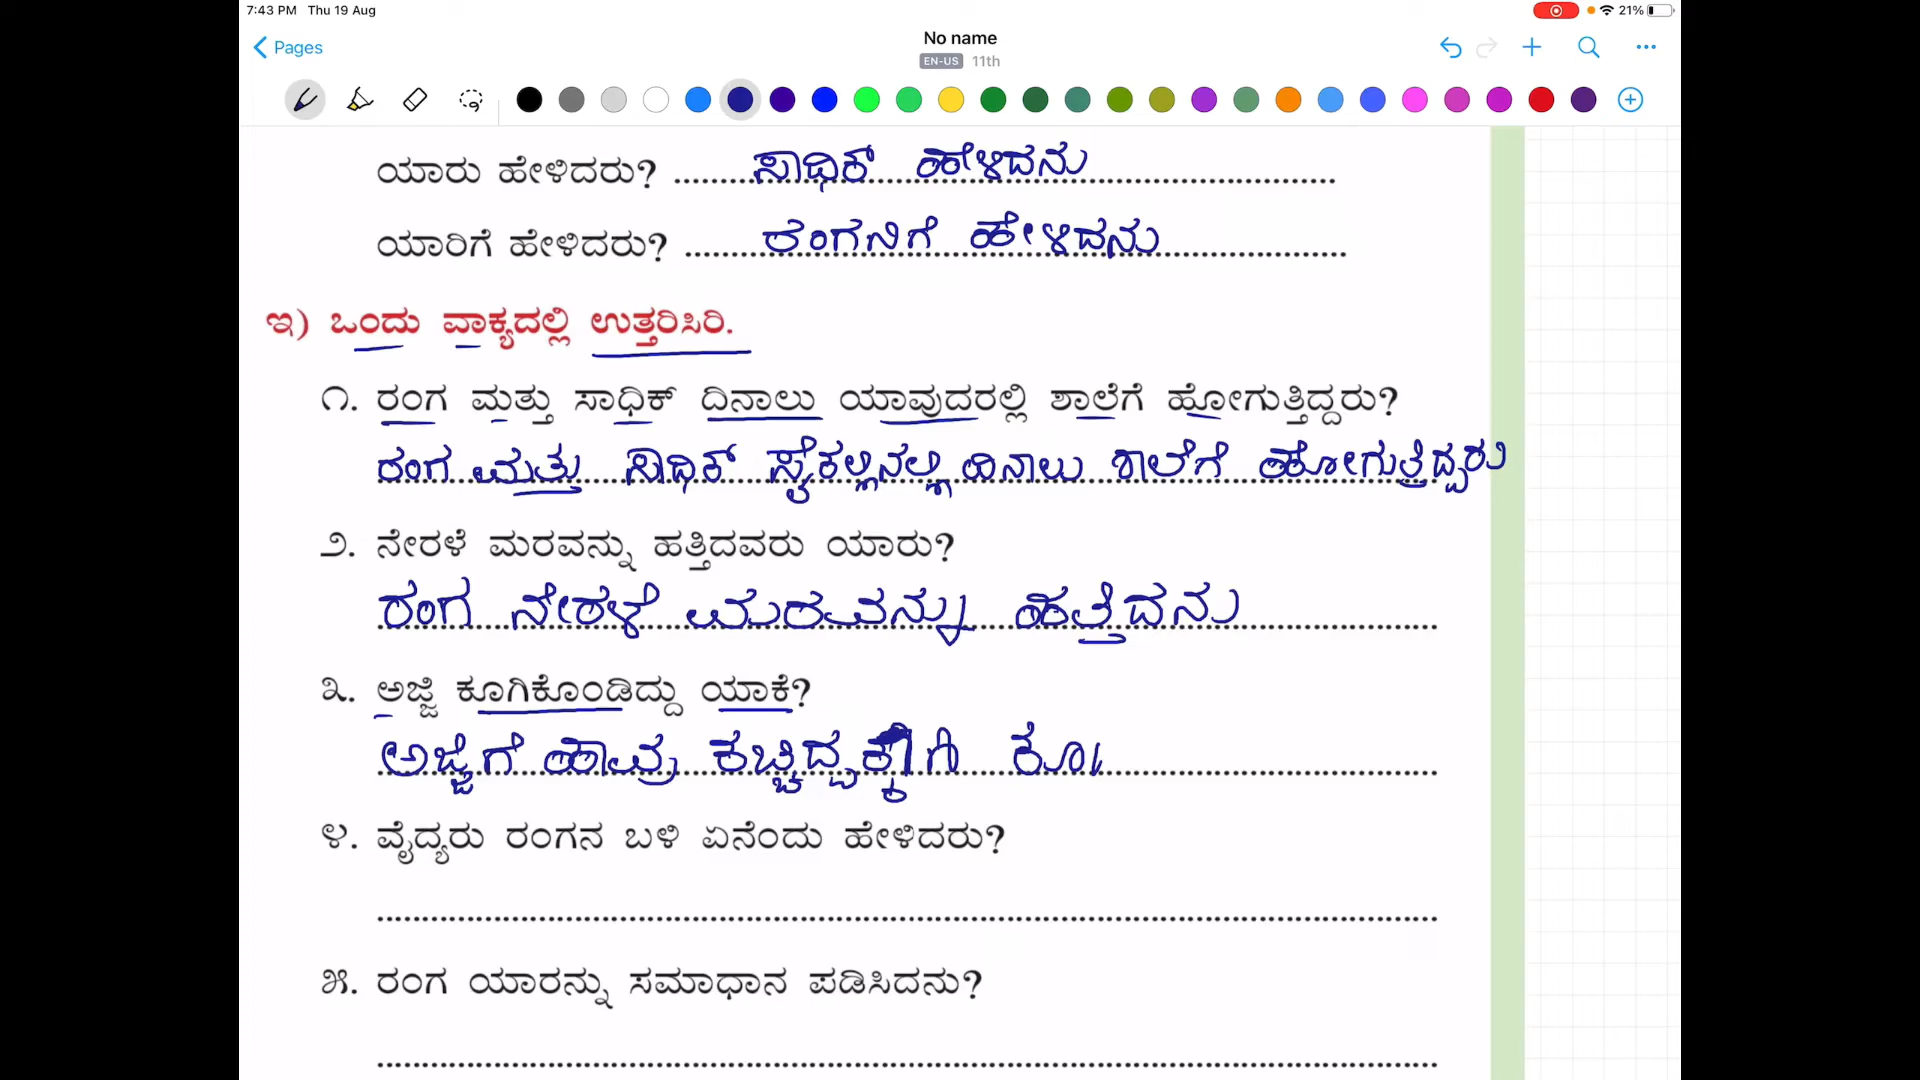 7:43 PM Thu 19 Aug 21%
Pages No name
EN-US 11th
ಯಾರು ಹೇಳಿದರು? ಸಾಧಿಕ್ ಹೇಳಿದನು
ಯಾರಿಗೆ ಹೇಳಿದರು? ರಂಗನಿಗೆ ಹೇಳಿದನು
ಇ) ಒಂದು ವಾಕ್ಯದಲ್ಲಿ ಉತ್ತರಿಸಿರಿ.
೧. ರಂಗ ಮತ್ತು ಸಾಧಿಕ್ ದಿನಾಲು ಯಾವುದರಲ್ಲಿ ಶಾಲೆಗೆ ಹೋಗುತ್ತಿದ್ದರು?
ರಂಗ ಮತ್ತು ಸಾಧಿಕ್ ಸೈಕಲ್ಲಿನಲ್ಲಿ ದಿನಾಲು ಶಾಲೆಗೆ ಹೋಗುತ್ತಿದ್ದರು
೨. ನೇರಳೆ ಮರವನ್ನು ಹತ್ತಿದವರು ಯಾರು?
ರಂಗ ನೇರಳೆ ಮರವನ್ನು ಹತ್ತಿದನು
೩. ಅಜ್ಜಿ ಕೂಗಿಕೊಂಡಿದ್ದು ಯಾಕೆ?
ಅಜ್ಜಿಗೆ ಹಾವು ಕಚ್ಚಿದ್ದಕ್ಕಾಗಿ
೪. ವೈದ್ಯರು ರಂಗನ ಬಳಿ ಏನೆಂದು ಹೇಳಿದರು?
೫. ರಂಗ ಯಾರನ್ನು ಸಮಾಧಾನ ಪಡಿಸಿದನು?